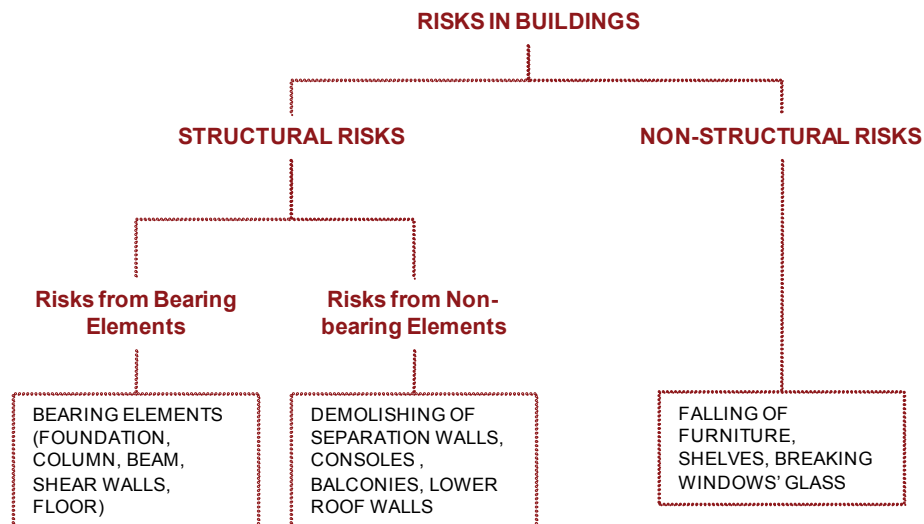 RISKS IN BUILDINGS
STRUCTURAL RISKS
NON-STRUCTURAL RISKS
Risks from Bearing
Elements
Risks from Non-
bearing Elements
BEARING ELEMENTS
(FOUNDATION,
COLUMN, BEAM,
SHEAR WALLS,
FLOOR)
DEMOLISHING OF
SEPARATION WALLS,
CONSOLES ,
BALCONIES, LOWER
ROOF WALLS
FALLING OF
FURNITURE,
SHELVES, BREAKING
WINDOWS' GLASS